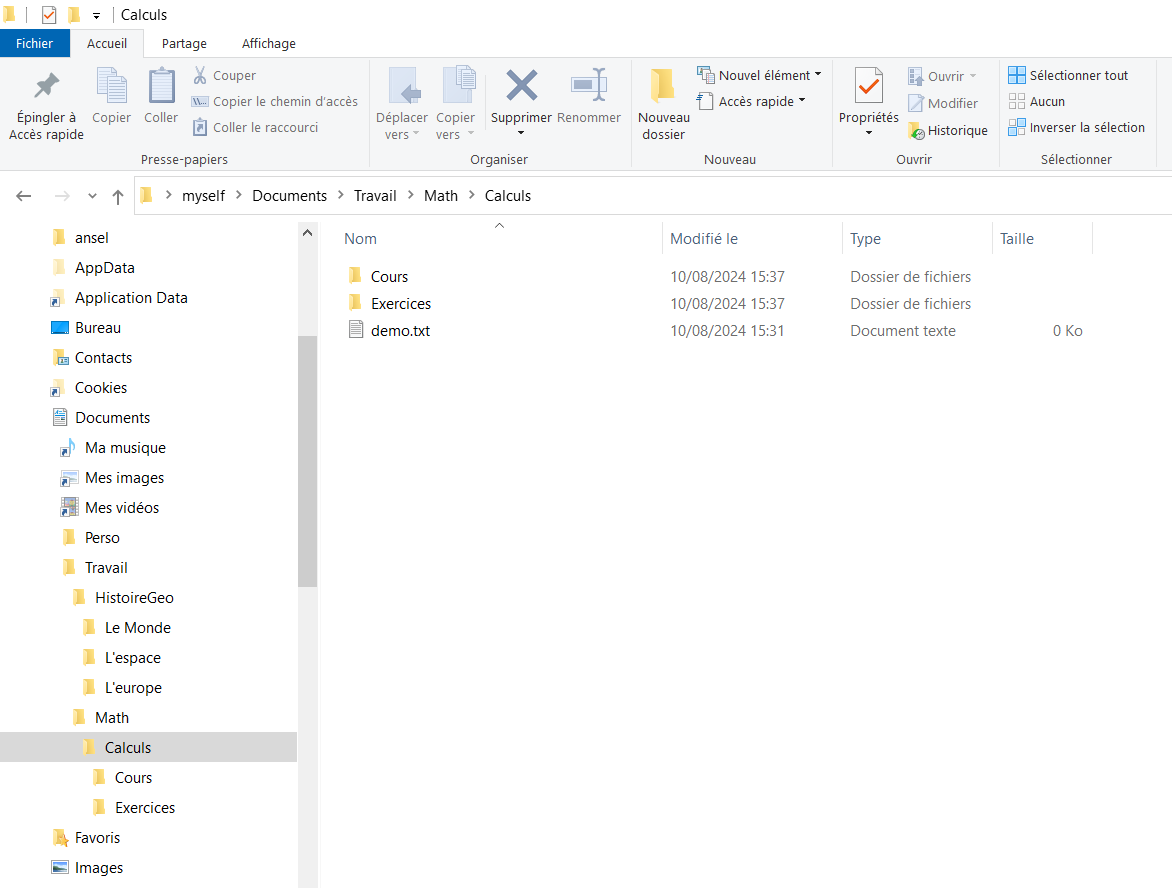 Calculs
Fichier Accueil Partage Affichage
Épingler à
Accès rapide
Copier
Coller
Couper
Copier le chemin d'accès
Coller le raccourci
Presse-papiers
Déplacer
vers
Copier
vers
Supprimer
Renommer
Organiser
Nouveau
dossier
Nouvel élément
Accès rapide
Nouveau
Propriétés
Ouvrir
Modifier
Historique
Ouvrir
Sélectionner tout
Aucun
Inverser la sélection
Sélectionner
myself > Documents > Travail > Math > Calculs
ansel
AppData
Application Data
Bureau
Contacts
Cookies
Documents
Ma musique
Mes images
Mes vidéos
Perso
Travail
HistoireGeo
Le Monde
L'espace
L'europe
Math
Calculs
Cours
Exercices
Favoris
Images
Nom Modifié le Type Taille
Cours 10/08/2024 15:37 Dossier de fichiers
Exercices 10/08/2024 15:37 Dossier de fichiers
demo.txt 10/08/2024 15:31 Document texte 0 Ko